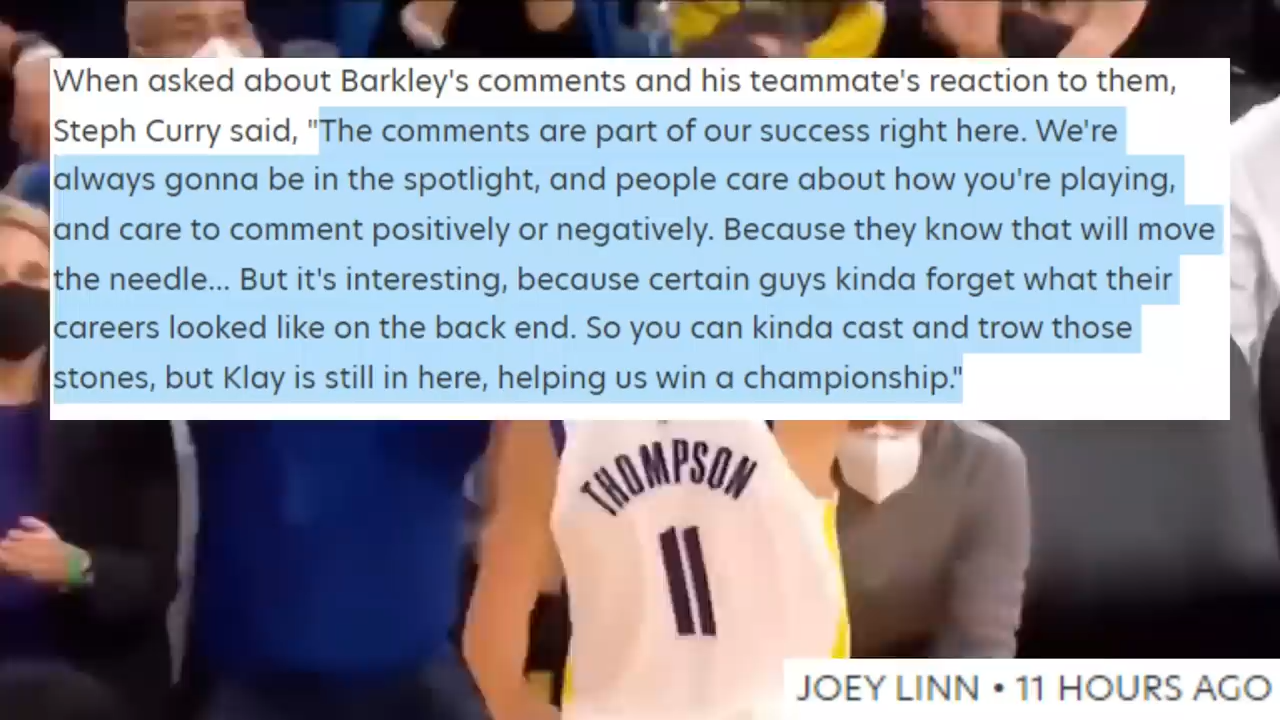 When asked about Barkley's comments and his teammate's reaction to them,
Steph Curry said, "The comments are part of our success right here. We're
always gonna be in the spotlight, and people care about how you're playing,
and care to comment positively or negatively. Because they know that will move
the needle... But it's interesting, because certain guys kinda forget what their
careers looked like on the back end. So you can kinda cast and trow those
stones, but Klay is still in here, helping us win a championship."
THOMPSON
11
JOEY LINN • 11 HOURS AGO